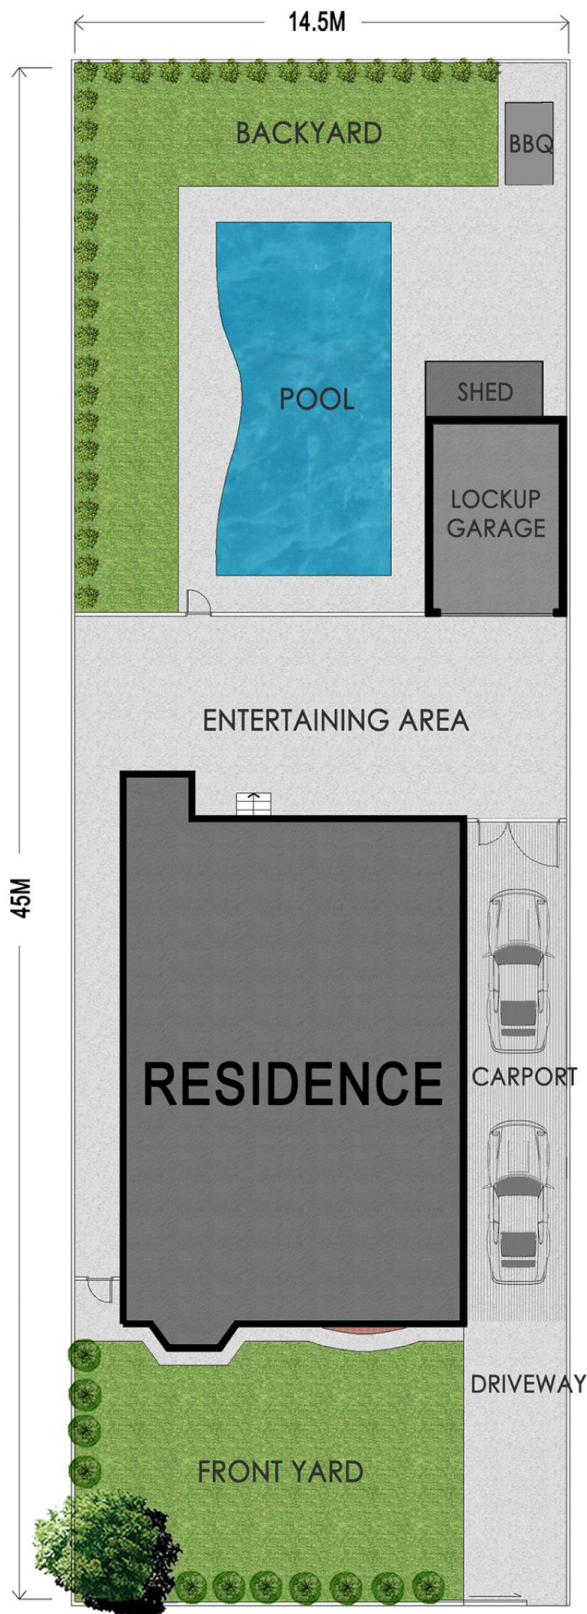 14.5M
BACKYARD
BBQ
POOL
SHED
LOCKUP
GARAGE
ENTERTAINING AREA
45M
RESIDENCE
CARPORT
DRIVEWAY
FRONT YARD